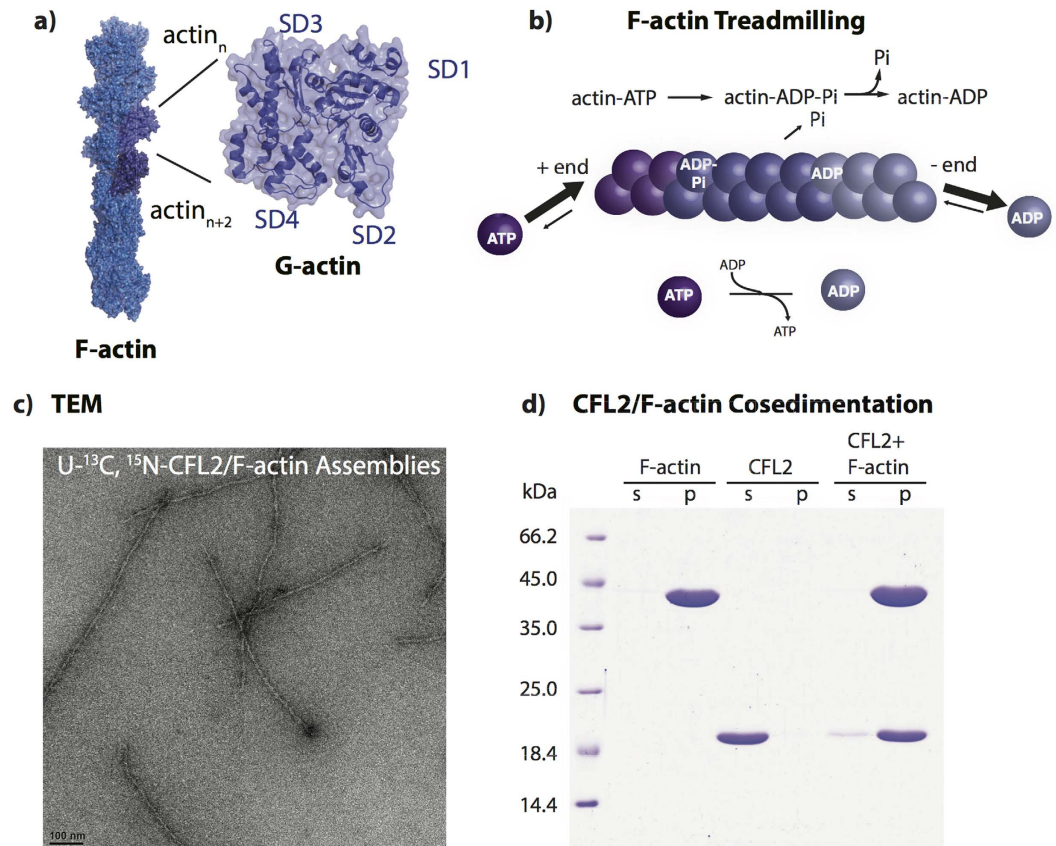 a)
actinn
SD3
SD1
actinn+2
SD4
SD2
G-actin
F-actin
b) F-actin Treadmilling
Pi
actin-ATP actin-ADP-Pi actin-ADP
Pi
+ end
ADP-
Pi
ADP
- end
ATP
ADP
ADP
ATP
ADP
ATP
c) TEM
U-13C, 15N-CFL2/F-actin Assemblies
100 nm
d) CFL2/F-actin Cosedimentation
CFL2+
F-actin CFL2 F-actin
kDa s p s p s p
66.2
45.0
35.0
25.0
18.4
14.4